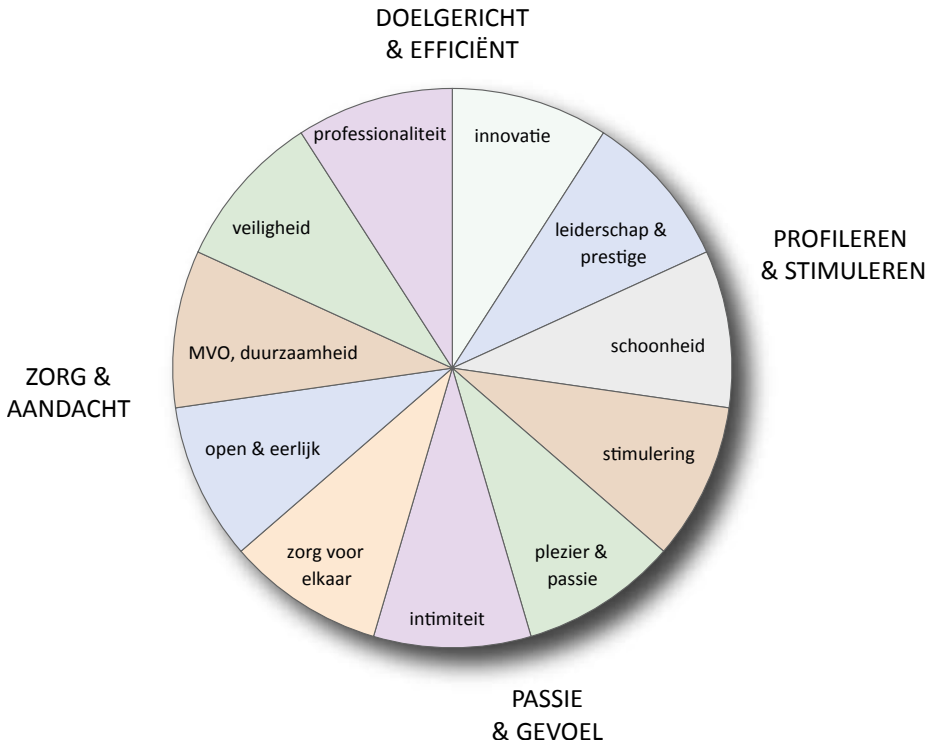 DOELGERICHT
& EFFICIËNT
professionaliteit
innovatie
veiligheid
leiderschap &
prestige
PROFILEREN
& STIMULEREN
MVO, duurzaamheid
schoonheid
ZORG &
AANDACHT
open & eerlijk
stimulering
zorg voor
elkaar
plezier &
passie
intimiteit
PASSIE
& GEVOEL